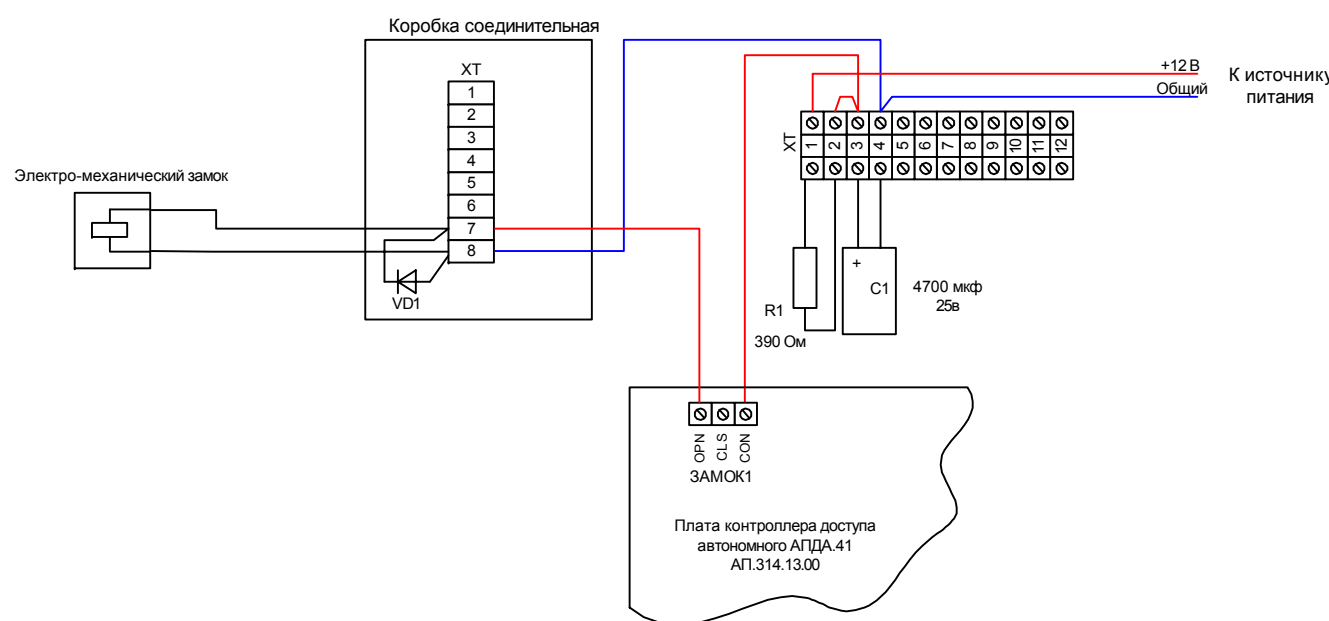 Коробка соединительная
XT
1
2
3
4
5
6
7
8
VD1
Электро-механический замок
+12 В
Общий
К источнику
питания
XT
1 2 3 4 5 6 7 8 9 10 11 12
R1
390 Ом
+
C1
4700 мкф
25в
OPN CLS CON
ЗАМОК1
Плата контроллера доступа
автономного АПДА.41
АП.314.13.00